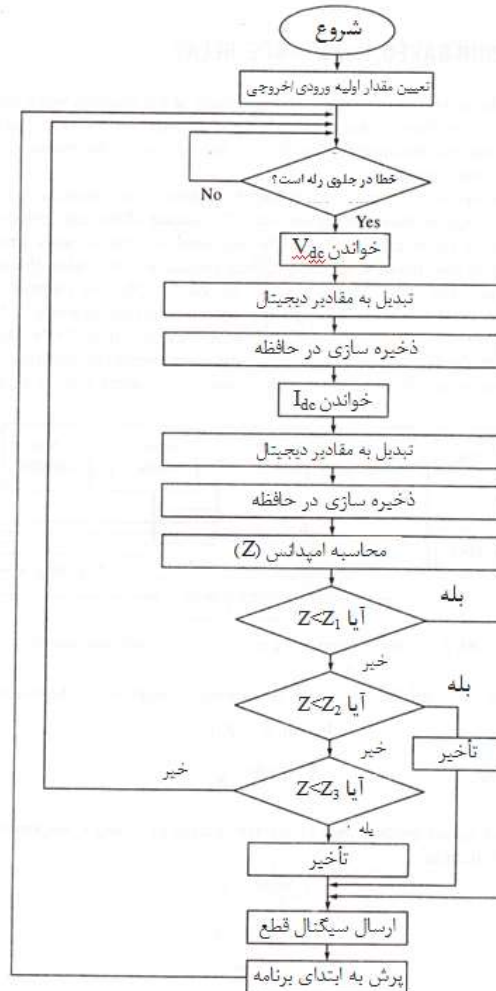 شروع
تعیین مقدار اولیه ورودی/خروجی
خطا در جلوی رله است؟
No
Yes
خواندن Vdc
تبدیل به مقادیر دیجیتال
ذخیره سازی در حافظه
خواندن Idc
تبدیل به مقادیر دیجیتال
ذخیره سازی در حافظه
محاسبه امپدانس (Z)
آیا Z<Z1
بله
خیر
آیا Z<Z2
بله
خیر
تأخیر
آیا Z<Z3
خیر
بله
تأخیر
ارسال سیگنال قطع
پرش به ابتدای برنامه